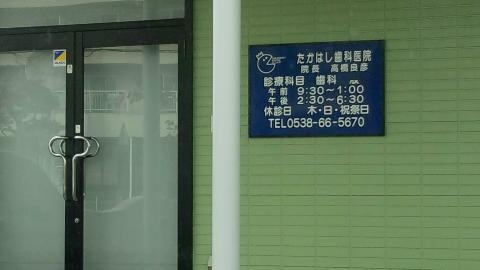 たかはし歯科医院
院長 高橋良彦
診療科目 歯科
午前 9:30～1:00
午後 2:30～6:30
休診日 木・日・祝祭日
TEL0538-66-5670